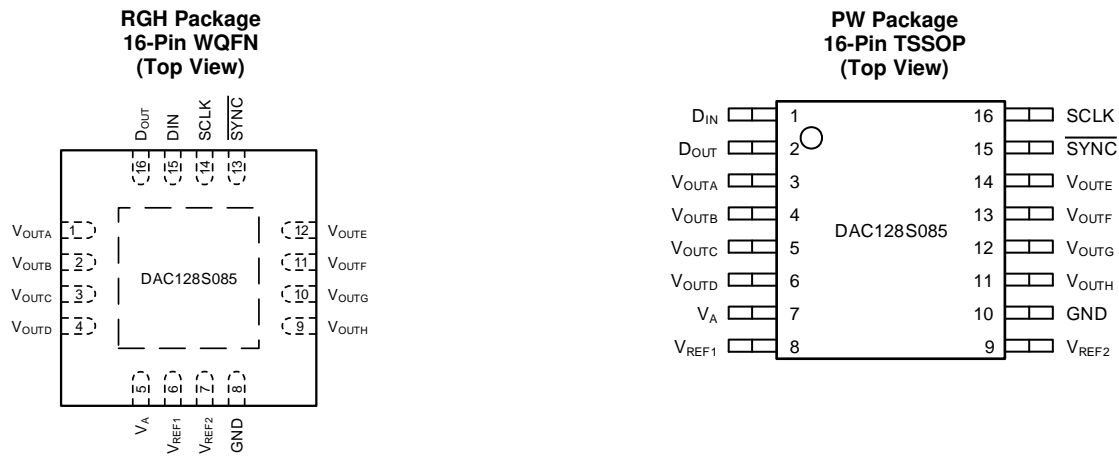 RGH Package
16-Pin WQFN
(Top View)
DOUT
DIN
SCLK
SYNC
16
15
14
13
VOUTA 1
VOUTB 2
VOUTC 3
VOUTD 4
DAC128S085
12 VOUTE
11 VOUTF
10 VOUTG
9 VOUTH
5
6
7
8
VA
VREF1
VREF2
GND
PW Package
16-Pin TSSOP
(Top View)
DIN 1
DOUT 2
VOUTA 3
VOUTB 4
VOUTC 5
VOUTD 6
VA 7
VREF1 8
DAC128S085
16 SCLK
15 SYNC
14 VOUTE
13 VOUTF
12 VOUTG
11 VOUTH
10 GND
9 VREF2